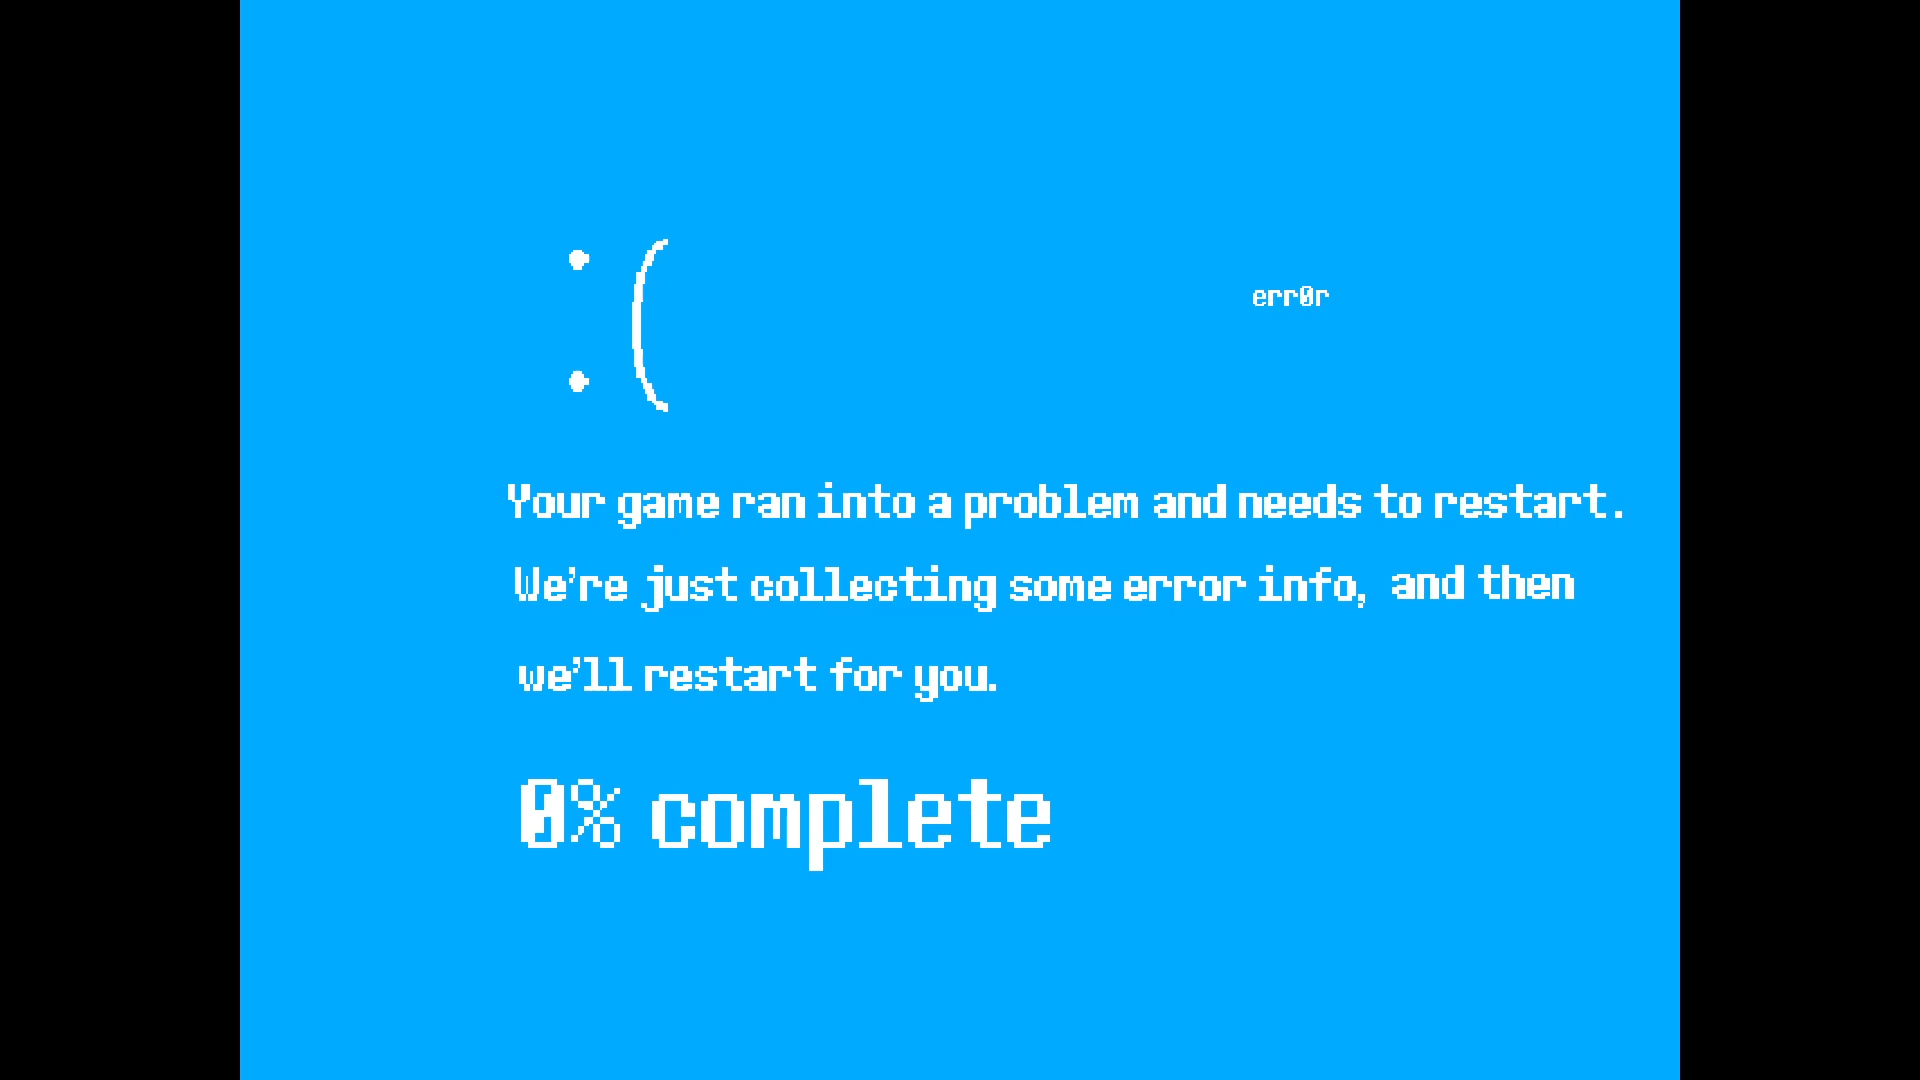 :(
err0r
Your game ran into a problem and needs to restart.
We're just collecting some error info, and then
we'll restart for you.
0% complete